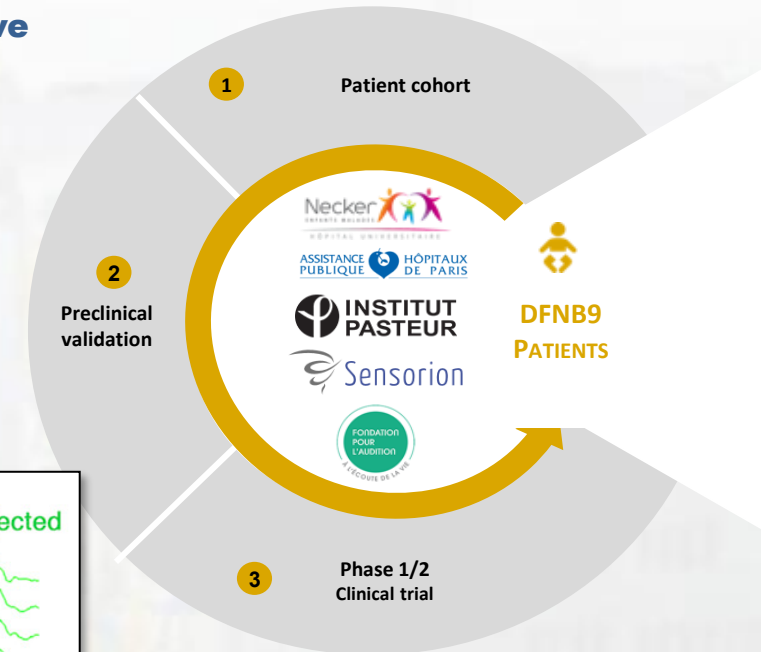 ve
1
Patient cohort
Necker
ENFANTS MALADES
HÔPITAL UNIVERSITAIRE
ASSISTANCE HÔPITAUX
PUBLIQUE DE PARIS
INSTITUT
PASTEUR
Sensorion
FONDATION
POUR
L'AUDITION
À L'ÉCOUTE DE LA VIE
DFNB9
PATIENTS
2
Preclinical
validation
ected
3
Phase 1/2
Clinical trial